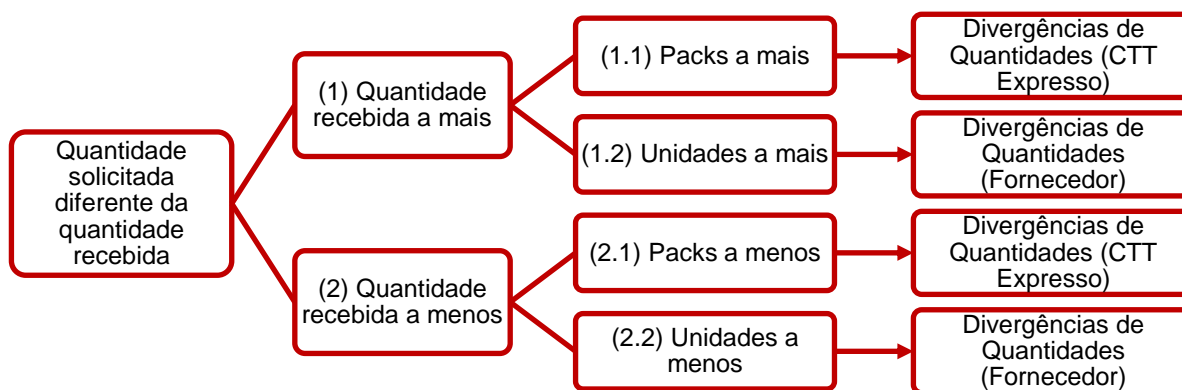 Quantidade
solicitada
diferente da
quantidade
recebida
(1) Quantidade
recebida a mais
(1.1) Packs a mais
Divergências de
Quantidades (CTT
Expresso)
(1.2) Unidades a mais
Divergências de
Quantidades
(Fornecedor)
(2) Quantidade
recebida a menos
(2.1) Packs a menos
Divergências de
Quantidades (CTT
Expresso)
(2.2) Unidades a
menos
Divergências de
Quantidades
(Fornecedor)